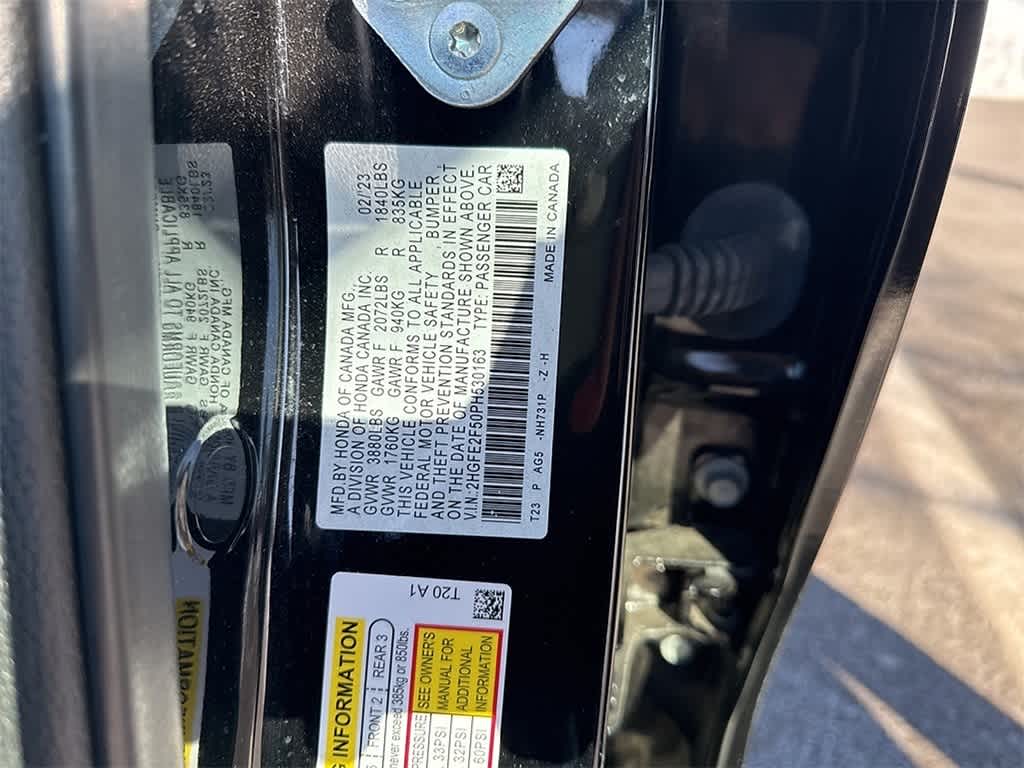 MFD.BY HONDA OF CANADA MFG. 02/'23
A DIVISION OF HONDA CANADA INC.
GVWR 3880LBS GAWR F 2072LBS R 1840LBS
GVWR 1760KG GAWR F 940KG R 835KG
THIS VEHICLE CONFORMS TO ALL APPLICABLE
FEDERAL MOTOR VEHICLE SAFETY, BUMPER,
AND THEFT PREVENTION STANDARDS IN EFFECT
ON THE DATE OF MANUFACTURE SHOWN ABOVE.
V.I.N.:2HGFE2F50PH530163 TYPE: PASSENGER CAR
T23 P AG5 -NH731P -Z -H MADE IN CANADA
INFORMATION
FRONT 2 REAR 3
never exceed 385kg or 850lbs.
PRESSURE SEE OWNER'S
33PSI MANUAL FOR
32PSI ADDITIONAL
60PSI INFORMATION
T20 A1